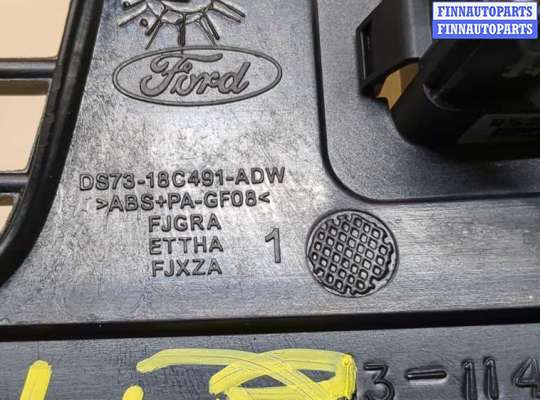 FINNAUTOPARTS
FINNAUTOPARTS
Ford
DS73-18C491-ADW
>ABS+PA-GF08<
FJGRA
ETTHA
FJXZA
1
3-114